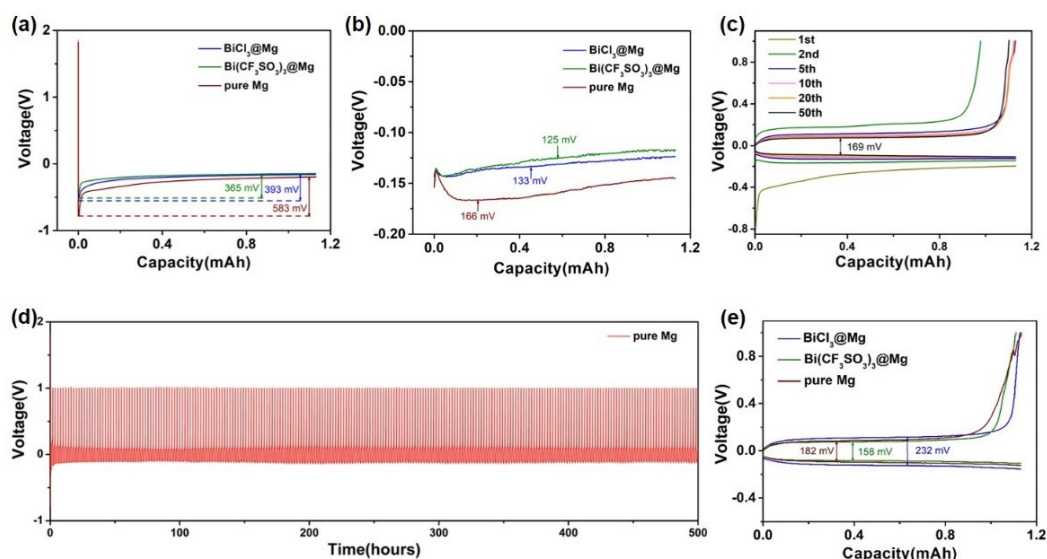 (a)
2
1
0
-1
Voltage(V)
BiCl₃@Mg
Bi(CF₃SO₃)₃@Mg
pure Mg
365 mV
393 mV
583 mV
0.0
0.4
0.8
1.2
Capacity(mAh)
(b)
0.00
-0.05
-0.10
-0.15
-0.20
Voltage(V)
BiCl₃@Mg
Bi(CF₃SO₃)₃@Mg
pure Mg
125 mV
133 mV
166 mV
0.0
0.4
0.8
1.2
Capacity(mAh)
(c)
0.8
0.4
0.0
-0.4
-0.8
Voltage(V)
1st
2nd
5th
10th
20th
50th
169 mV
0.0
0.4
0.8
1.2
Capacity(mAh)
(d)
2
1
0
-1
Voltage(V)
pure Mg
0
100
200
300
400
500
Time(hours)
(e)
0.8
0.4
0.0
-0.4
Voltage(V)
BiCl₃@Mg
Bi(CF₃SO₃)₃@Mg
pure Mg
182 mV
158 mV
232 mV
0.0
0.4
0.8
1.2
Capacity(mAh)